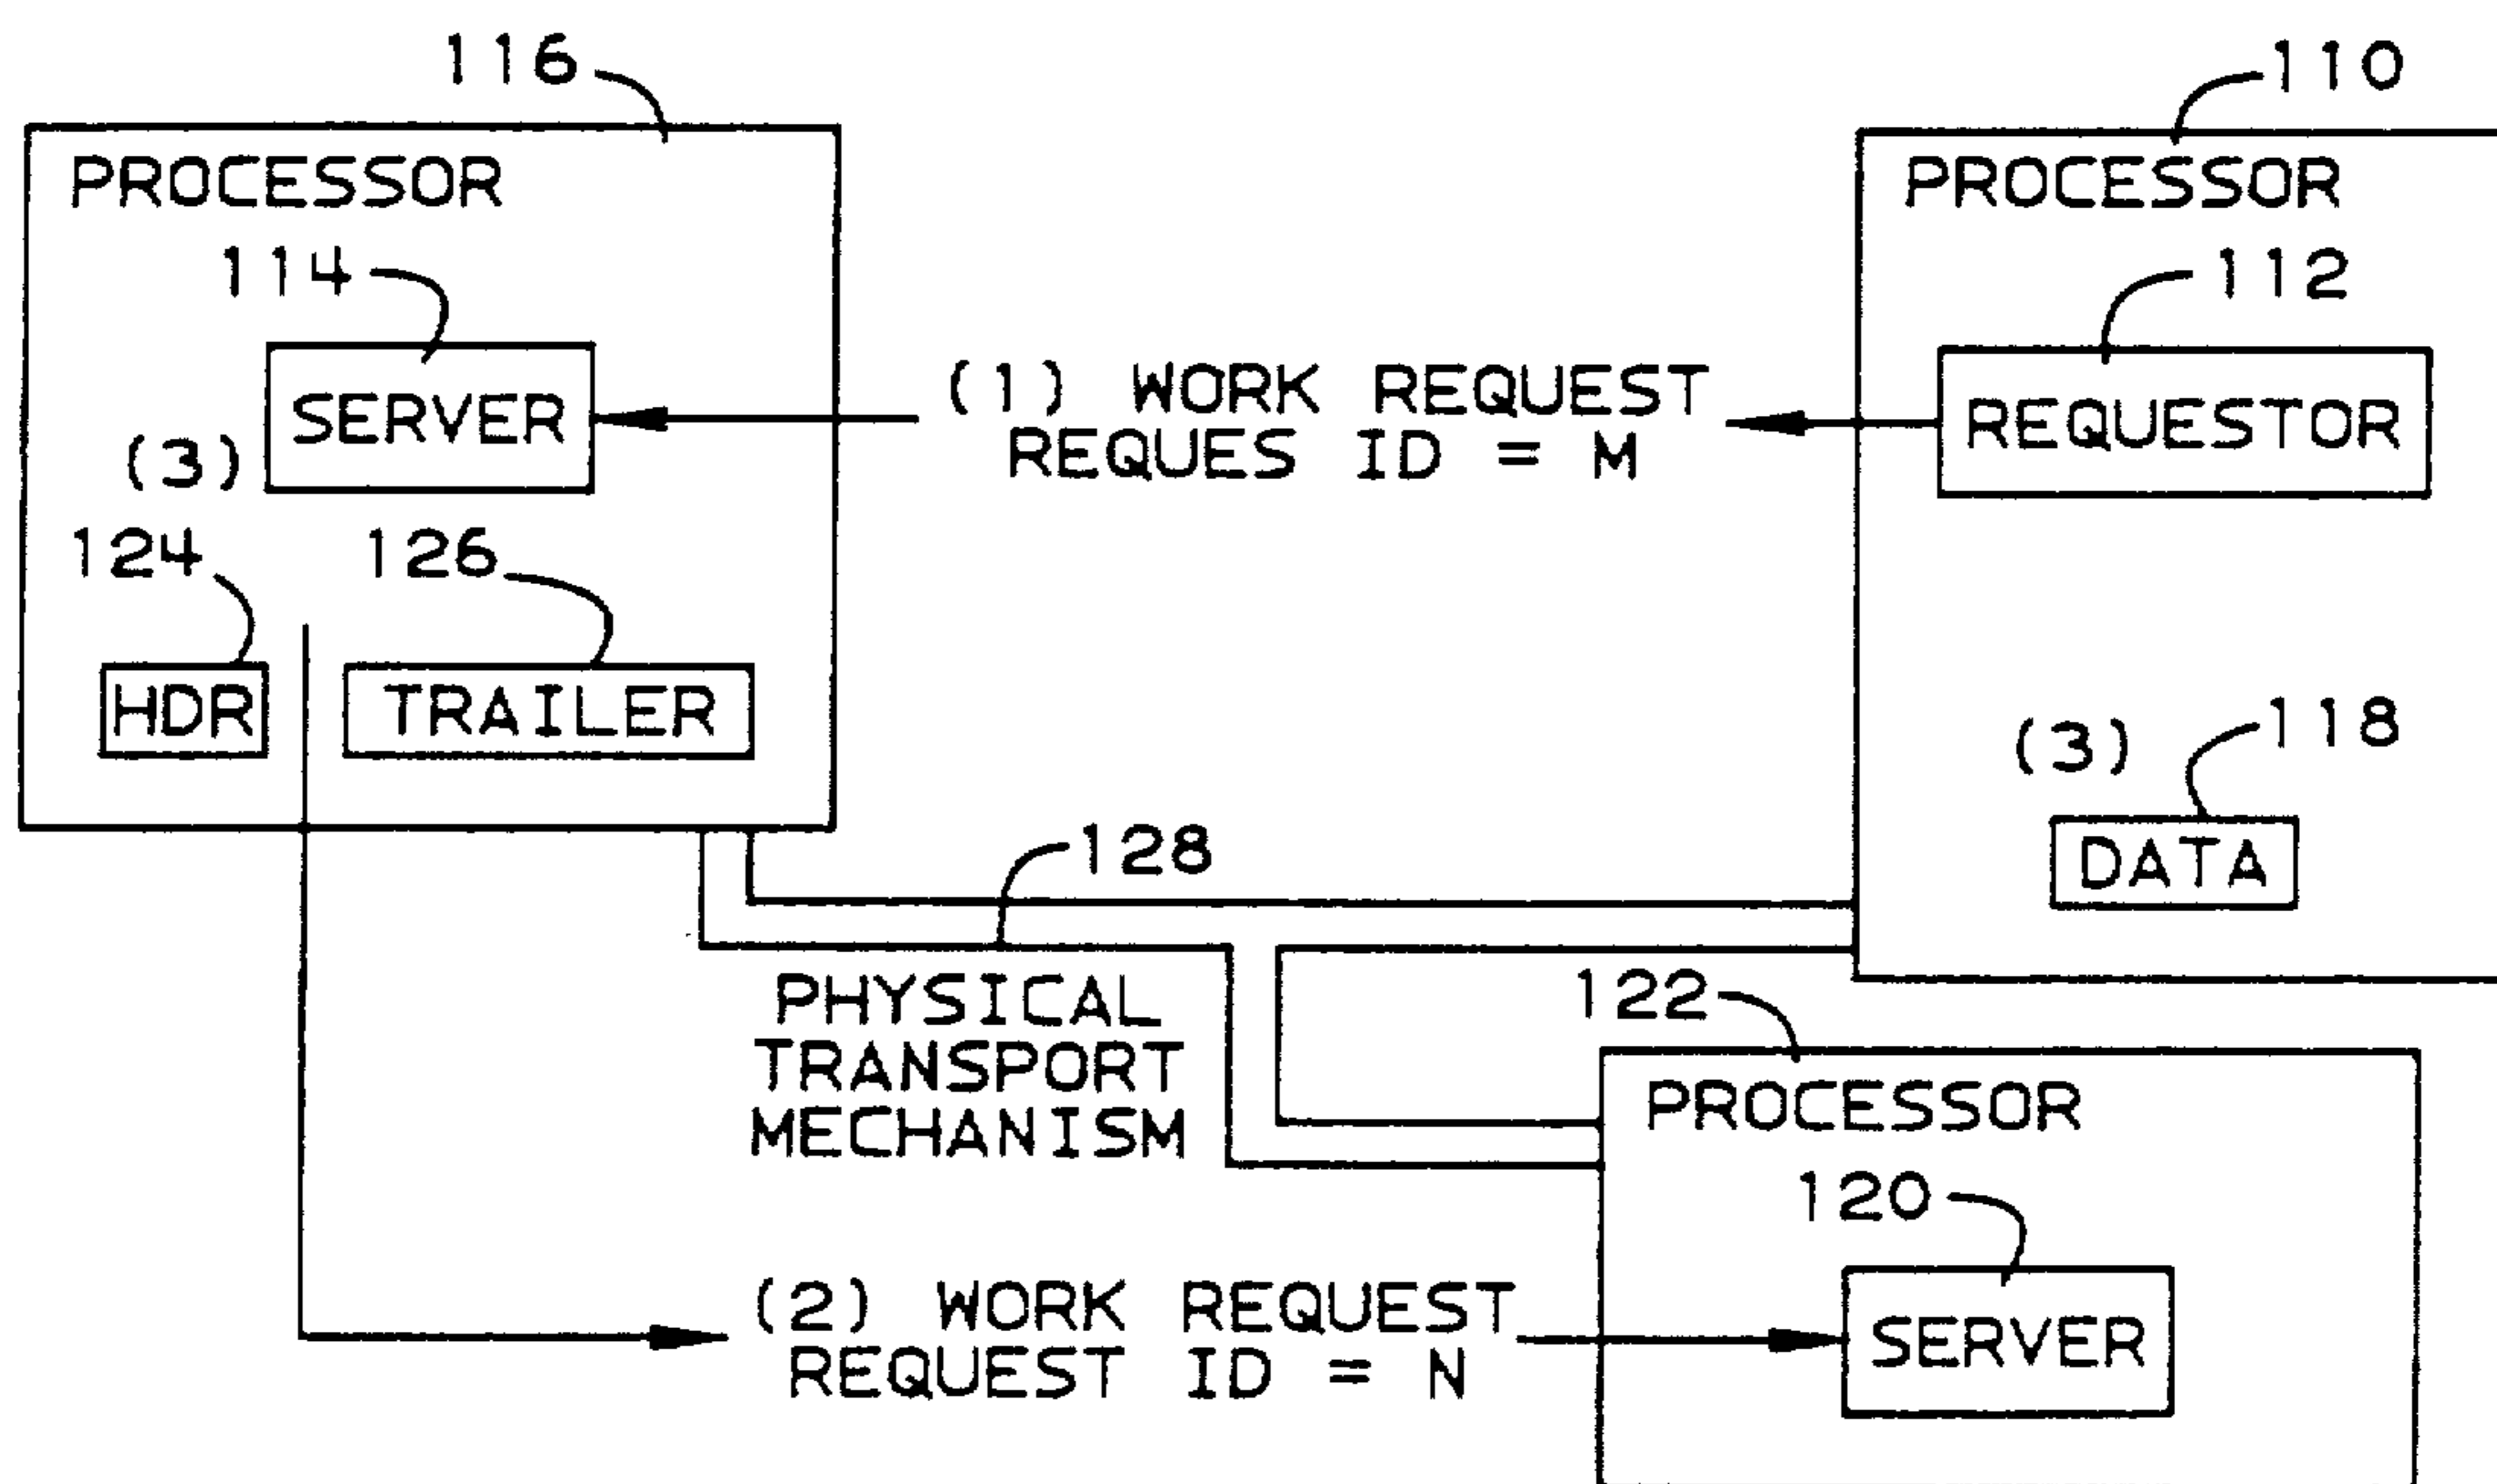 116
110
PROCESSOR
PROCESSOR
114
112
SERVER
(1) WORK REQUEST
REQUES ID = M
REQUESTOR
(3)
124
126
HDR
TRAILER
(3)
118
DATA
128
PHYSICAL
TRANSPORT
MECHANISM
122
PROCESSOR
120
(2) WORK REQUEST
REQUEST ID = N
SERVER